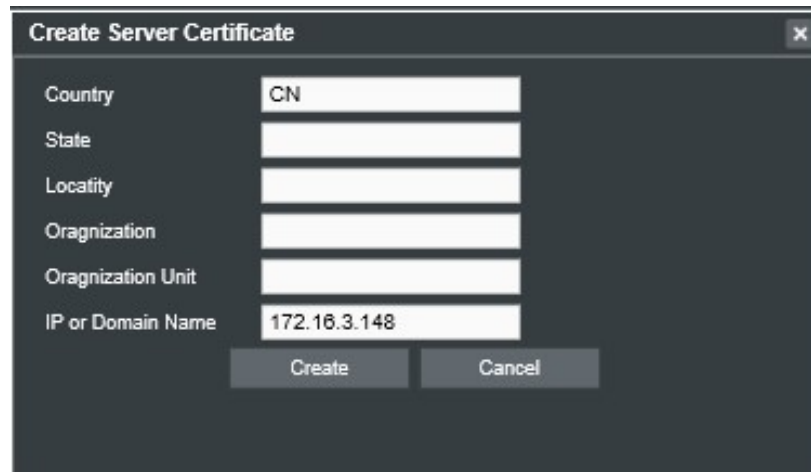 Create Server Certificate
Country CN
State
Locatity
Oragnization
Oragnization Unit
IP or Domain Name 172.16.3.148
Create Cancel